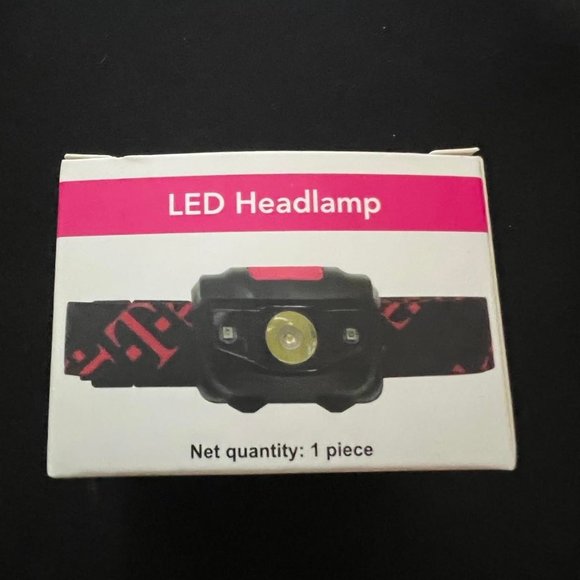 LED Headlamp
T
Net quantity: 1 piece